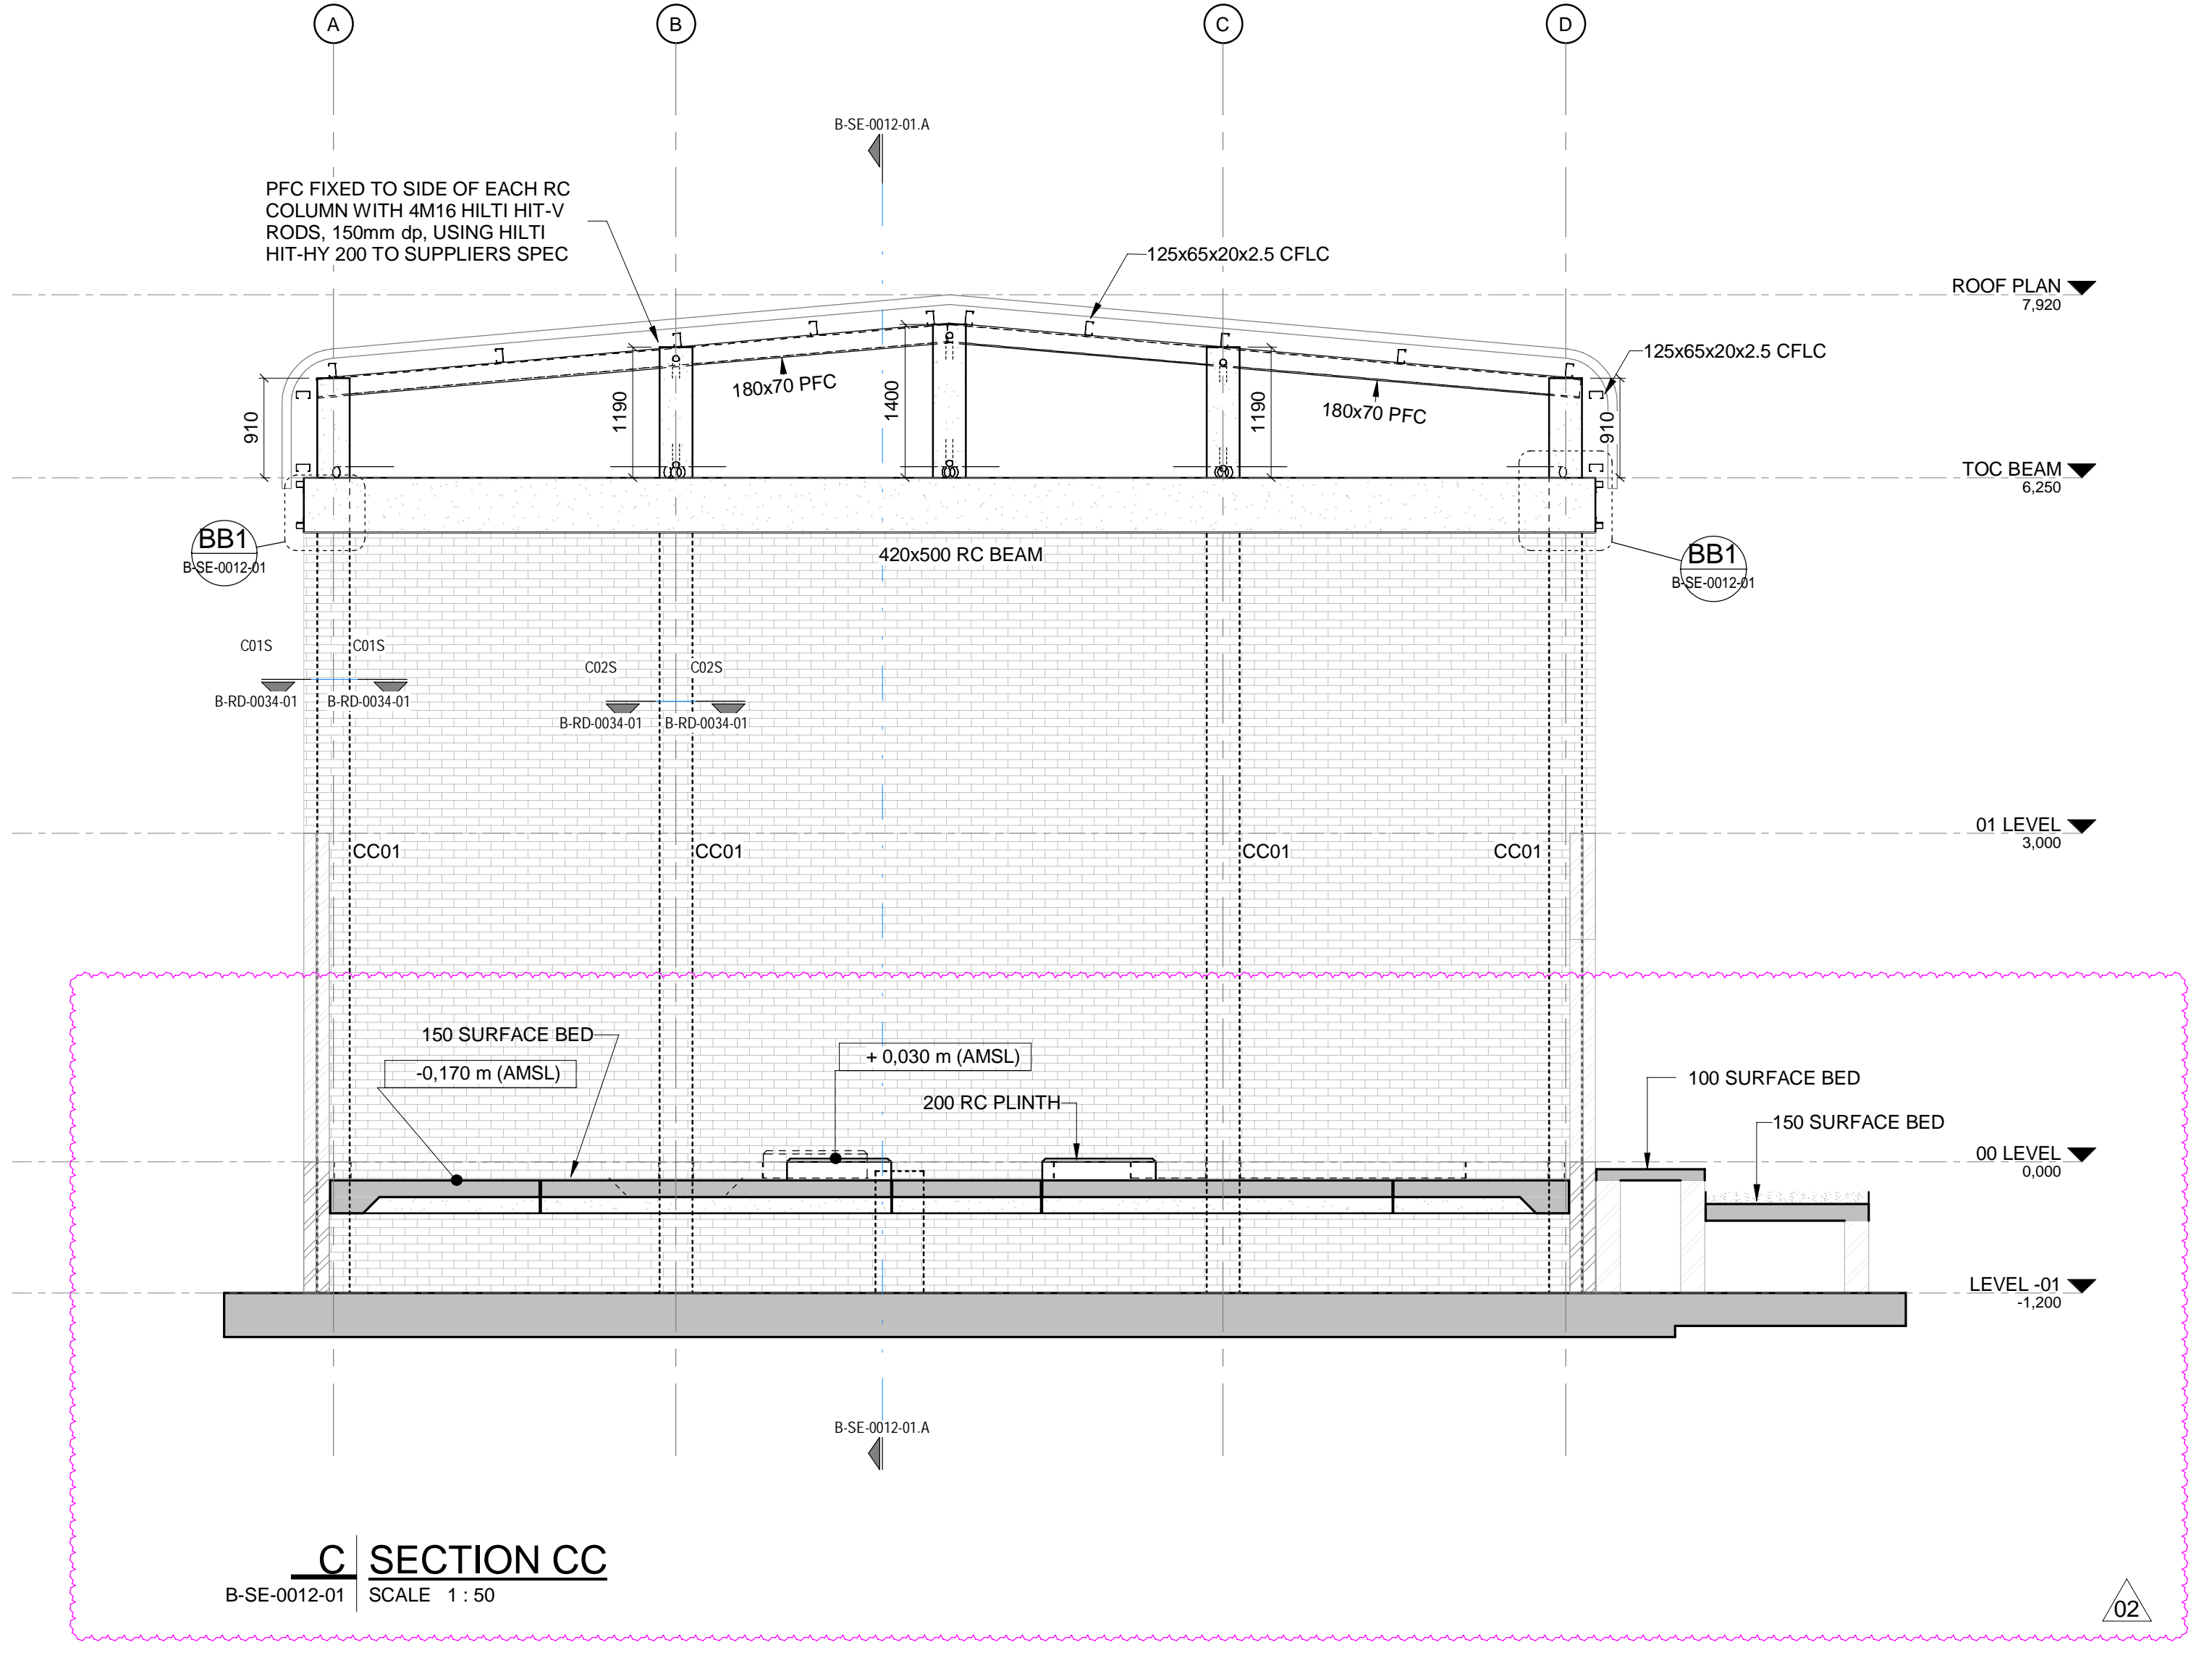 A
B
C
D
B-SE-0012-01.A
PFC FIXED TO SIDE OF EACH RC
COLUMN WITH 4M16 HILTI HIT-V
RODS, 150mm dp, USING HILTI
HIT-HY 200 TO SUPPLIERS SPEC
125x65x20x2.5 CFLC
ROOF PLAN
7,920
125x65x20x2.5 CFLC
180x70 PFC
180x70 PFC
910
1190
1400
1190
910
TOC BEAM
6,250
BB1
B-SE-0012-01
420x500 RC BEAM
BB1
B-SE-0012-01
C01S
C01S
B-RD-0034-01
B-RD-0034-01
C02S
C02S
B-RD-0034-01
B-RD-0034-01
01 LEVEL
3,000
CC01
CC01
CC01
CC01
150 SURFACE BED
-0,170 m (AMSL)
+ 0,030 m (AMSL)
200 RC PLINTH
100 SURFACE BED
150 SURFACE BED
00 LEVEL
0,000
LEVEL -01
-1,200
B-SE-0012-01.A
C
SECTION CC
B-SE-0012-01
SCALE 1 : 50
02